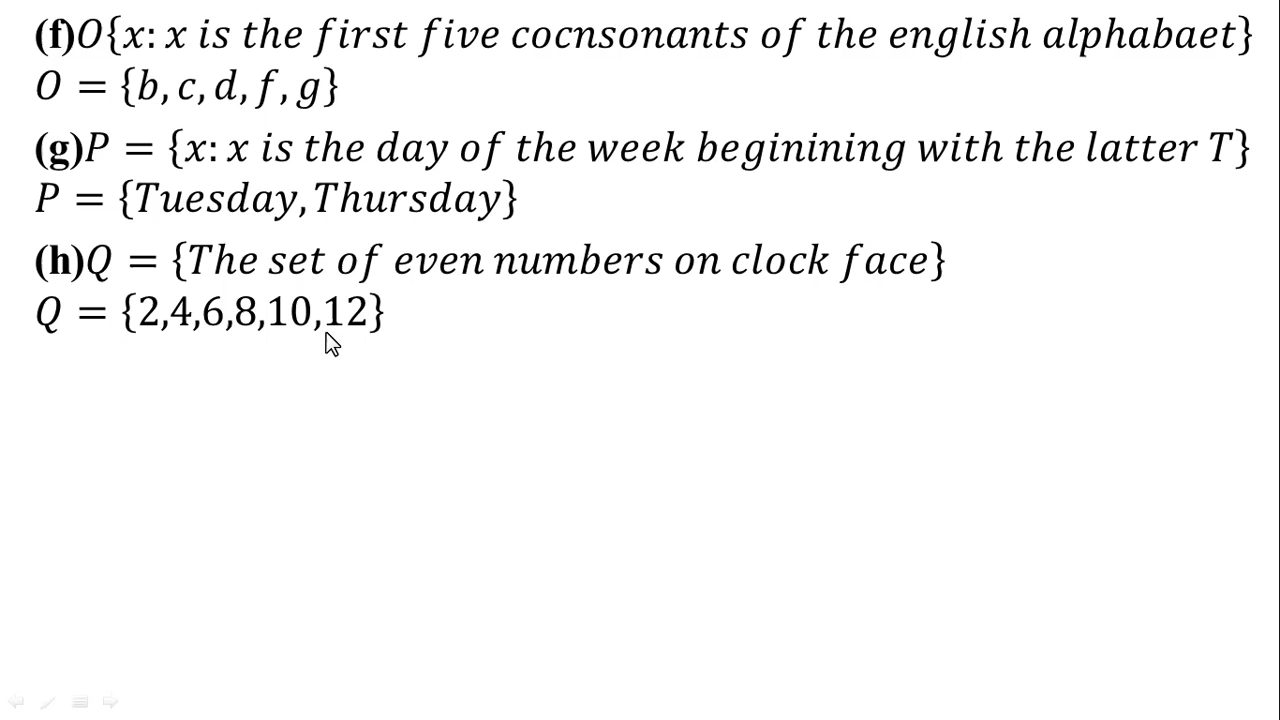 (f)O{x: x is the first five cocnsonants of the english alphabaet}
O = {b, c, d, f, g}
(g)P = {x: x is the day of the week beginining with the latter T}
P = {Tuesday, Thursday}
(h)Q = {The set of even numbers on clock face}
Q = {2,4,6,8,10,12}